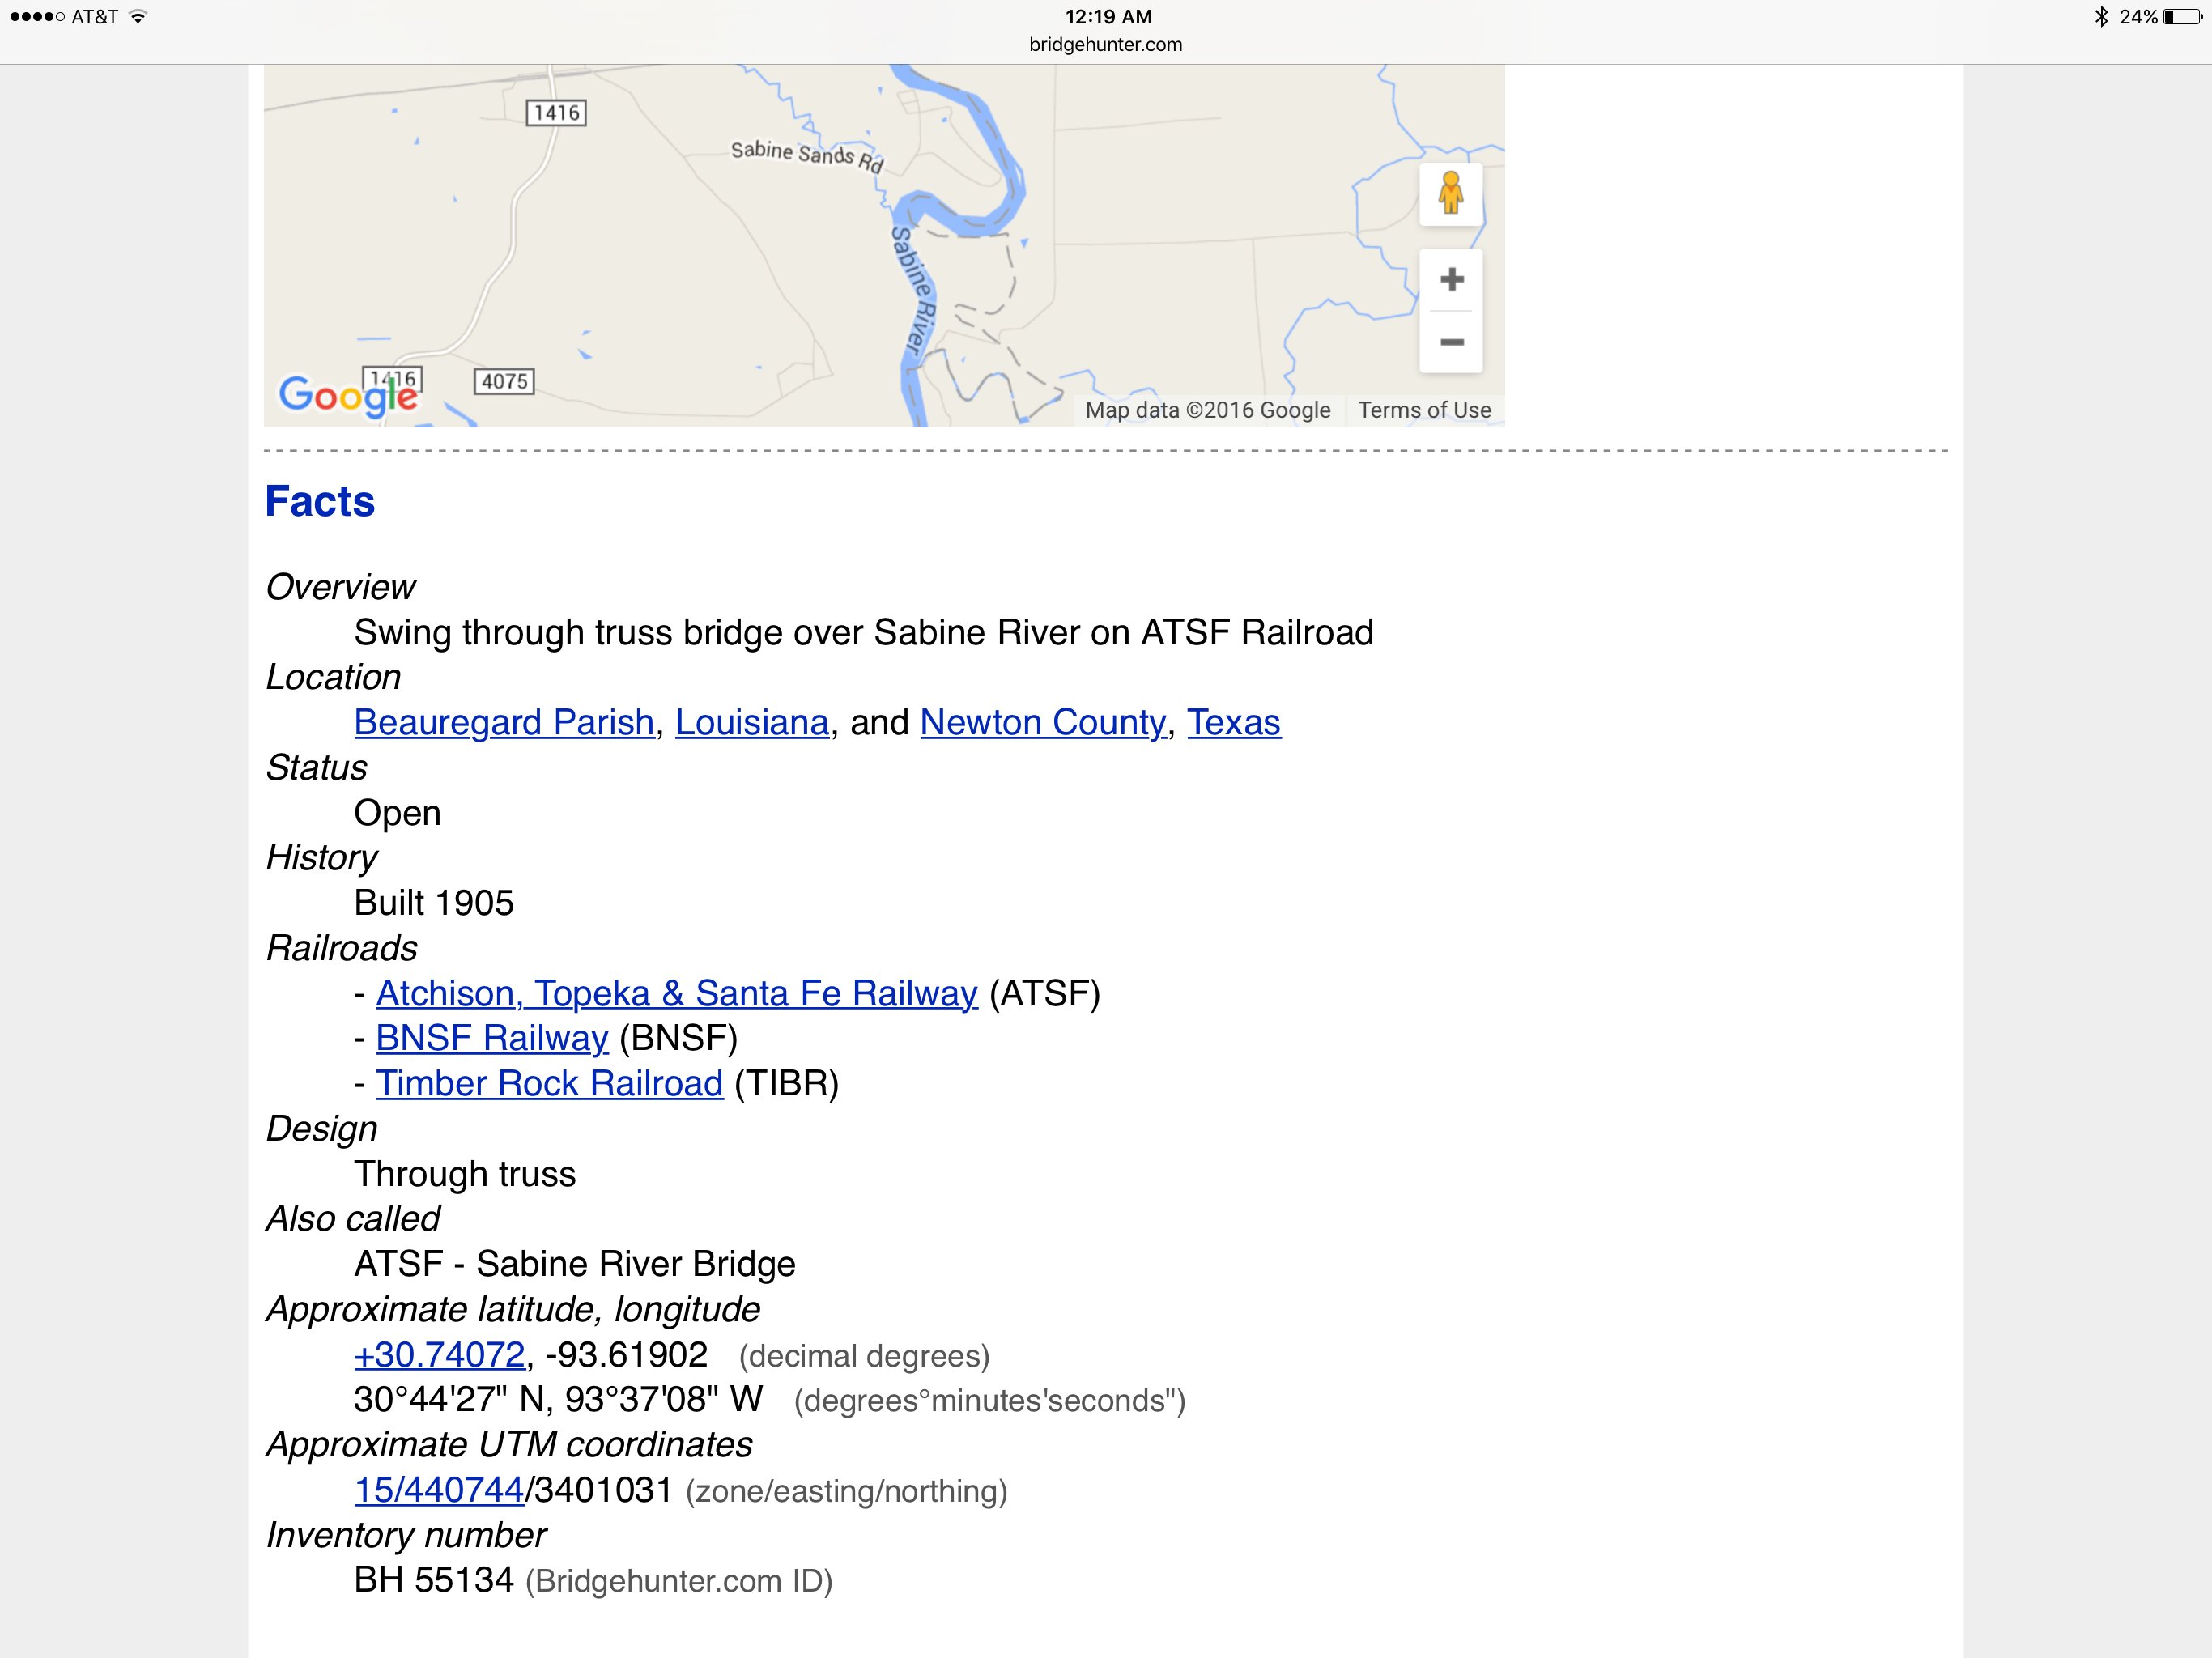 AT&T 12:19 AM 24%
bridgehunter.com
1416
Sabine Sands Rd
Sabine River
1416
4075
Google
Map data ©2016 Google Terms of Use
Facts
Overview
Swing through truss bridge over Sabine River on ATSF Railroad
Location
Beauregard Parish, Louisiana, and Newton County, Texas
Status
Open
History
Built 1905
Railroads
- Atchison, Topeka & Santa Fe Railway (ATSF)
- BNSF Railway (BNSF)
- Timber Rock Railroad (TIBR)
Design
Through truss
Also called
ATSF - Sabine River Bridge
Approximate latitude, longitude
+30.74072, -93.61902 (decimal degrees)
30°44'27" N, 93°37'08" W (degrees°minutes'seconds")
Approximate UTM coordinates
15/440744/3401031 (zone/easting/northing)
Inventory number
BH 55134 (Bridgehunter.com ID)